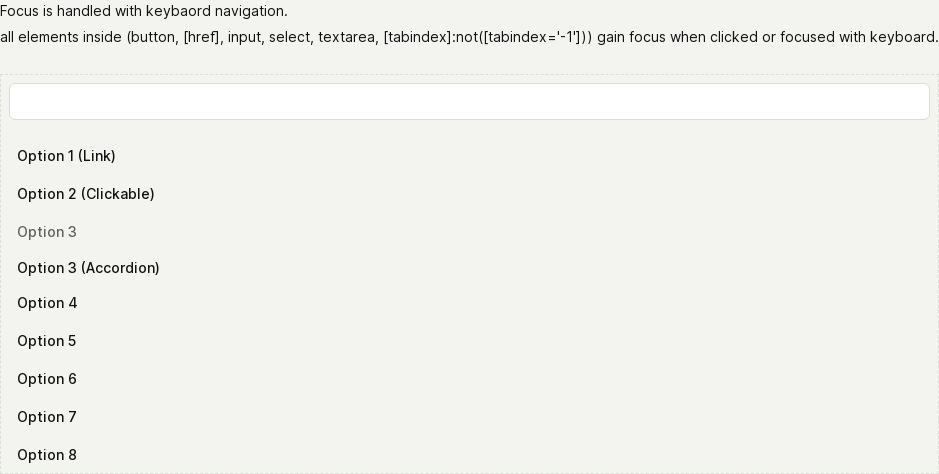 Focus is handled with keybaord navigation.
all elements inside (button, [href], input, select, textarea, [tabindex]:not([tabindex='-1'])) gain focus when clicked or focused with keyboard.
Option 1 (Link)
Option 2 (Clickable)
Option 3
Option 3 (Accordion)
Option 4
Option 5
Option 6
Option 7
Option 8